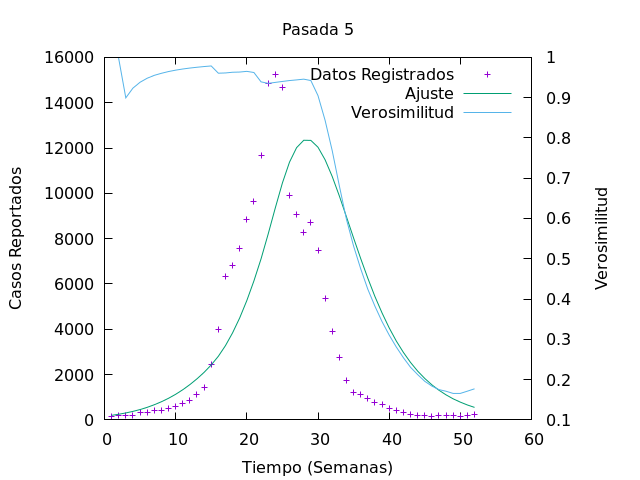 Pasada 5
16000
14000
12000
10000
8000
6000
4000
2000
0
1
0.9
0.8
0.7
0.6
0.5
0.4
0.3
0.2
0.1
0 10 20 30 40 50 60
Casos Reportados
Verosimilitud
Tiempo (Semanas)
Datos Registrados
Ajuste
Verosimilitud